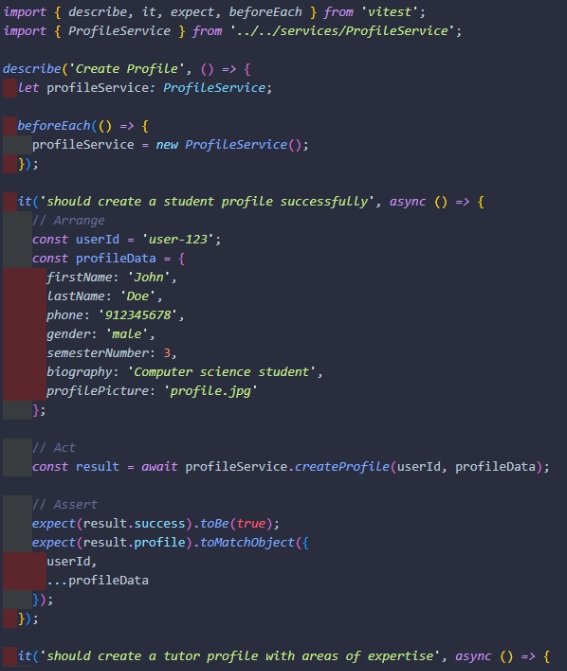 import { describe, it, expect, beforeEach } from 'vitest';
import { ProfileService } from '../../services/ProfileService';

describe('Create Profile', () => {
  let profileService: ProfileService;

  beforeEach(() => {
    profileService = new ProfileService();
  });

  it('should create a student profile successfully', async () => {
    // Arrange
    const userId = 'user-123';
    const profileData = {
      firstName: 'John',
      lastName: 'Doe',
      phone: '912345678',
      gender: 'male',
      semesterNumber: 3,
      biography: 'Computer science student',
      profilePicture: 'profile.jpg'
    };

    // Act
    const result = await profileService.createProfile(userId, profileData);

    // Assert
    expect(result.success).toBe(true);
    expect(result.profile).toMatchObject({
      userId,
      ...profileData
    });
  });

  it('should create a tutor profile with areas of expertise', async () => {